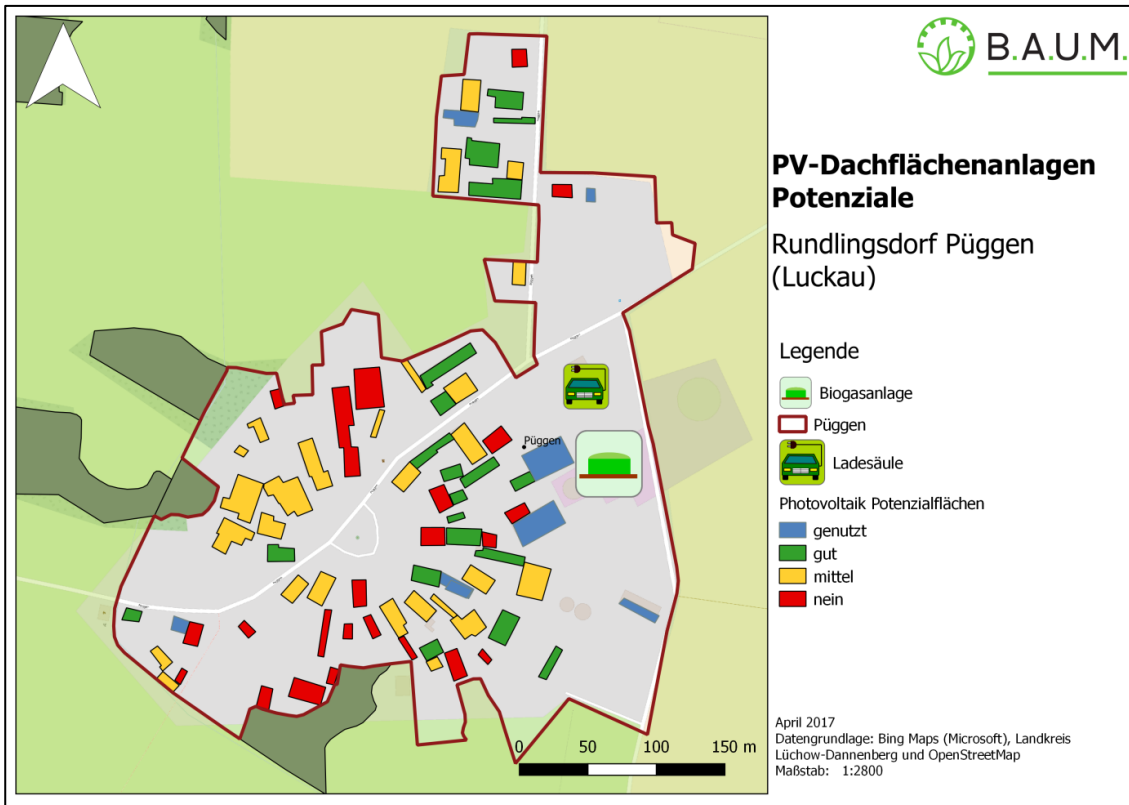 B.A.U.M.
PV-Dachflächenanlagen
Potenziale
Rundlingsdorf Püggen
(Luckau)
Legende
Biogasanlage
Püggen
Ladesäule
Photovoltaik Potenzialflächen
genutzt
gut
mittel
nein
Püggen
0 50 100 150 m
April 2017
Datengrundlage: Bing Maps (Microsoft), Landkreis
Lüchow-Dannenberg und OpenStreetMap
Maßstab: 1:2800